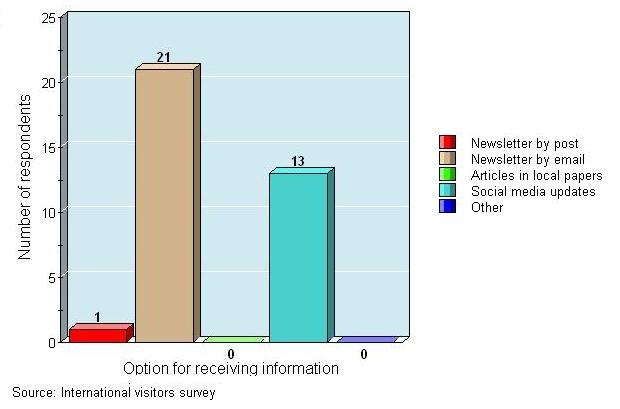 25
20
15
10
5
0
Number of respondents
1
21
0
13
0
Option for receiving information
Newsletter by post
Newsletter by email
Articles in local papers
Social media updates
Other
Source: International visitors survey